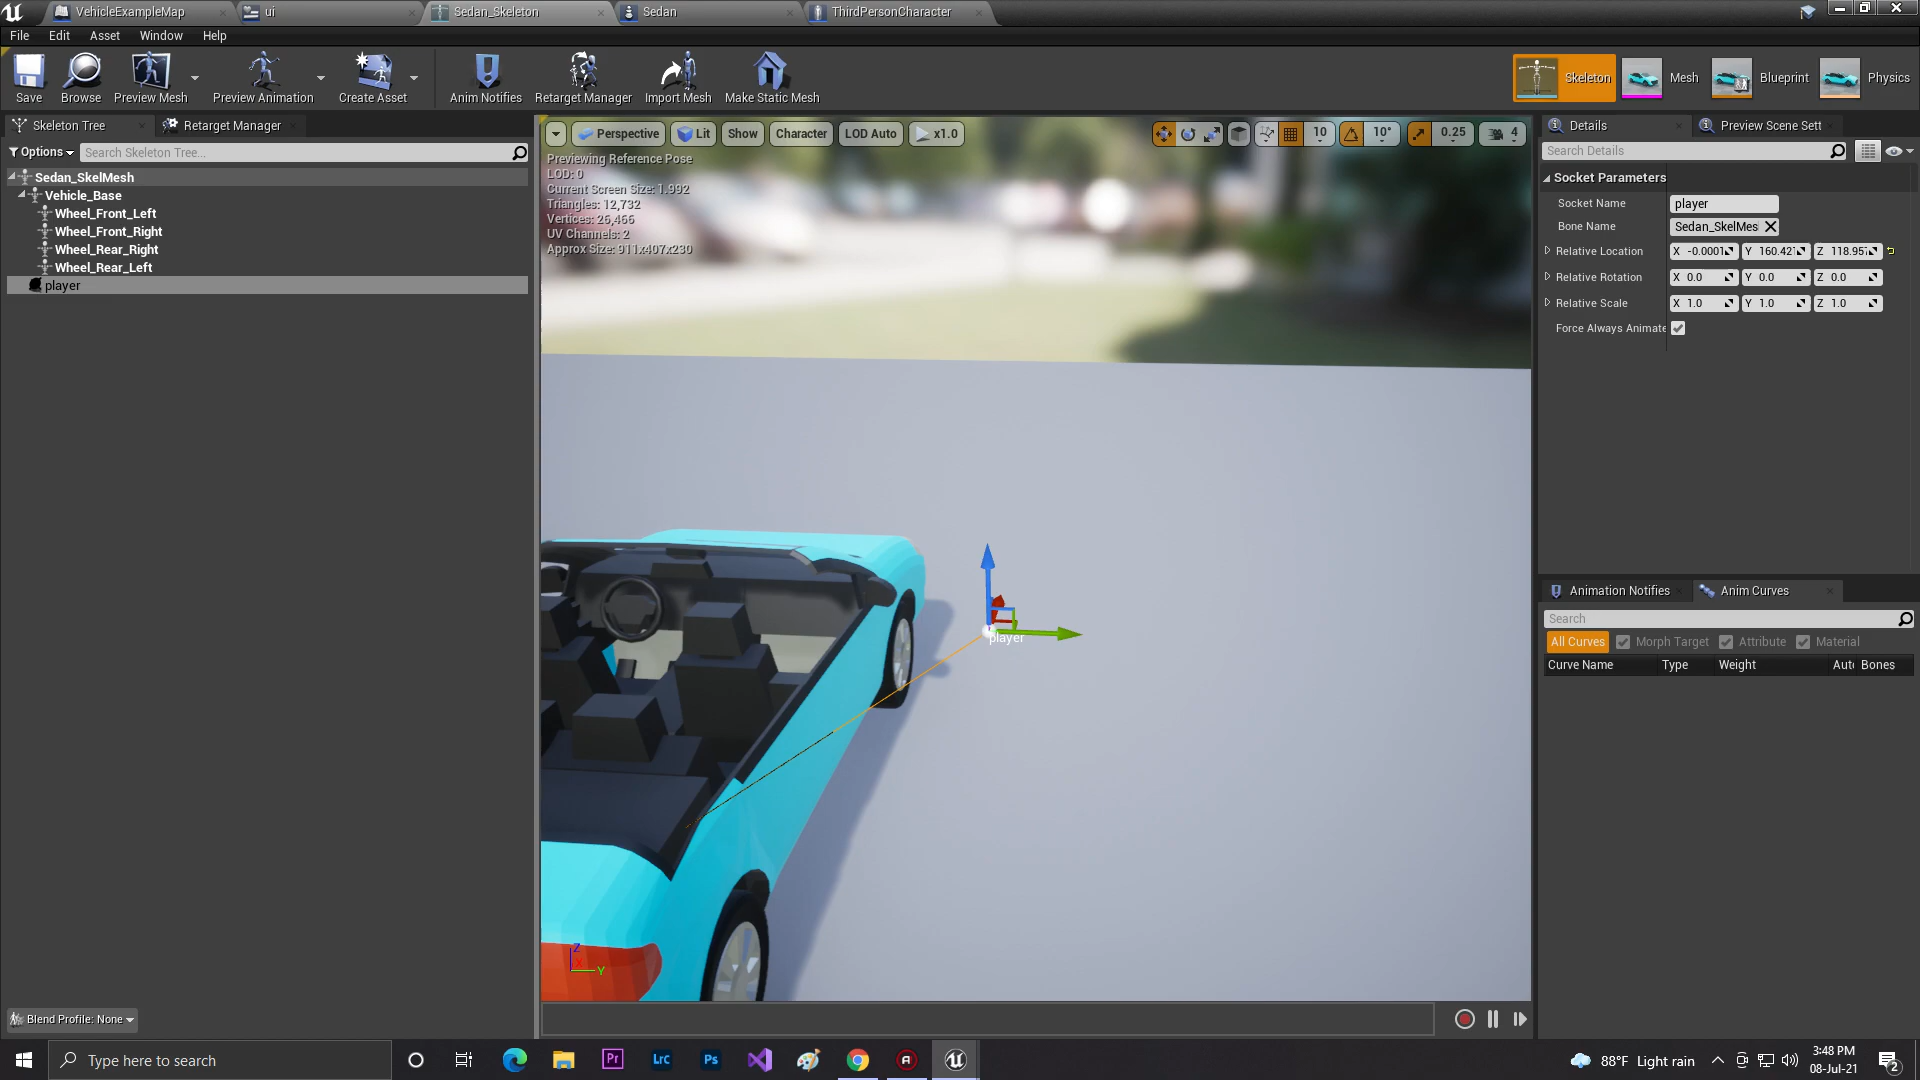 VehicleExampleMap
ui
Sedan_Skeleton
Sedan
ThirdPersonCharacter
File Edit Asset Window Help
Save
Browse
Preview Mesh
Preview Animation
Create Asset
Anim Notifies
Retarget Manager
Import Mesh
Make Static Mesh
Skeleton
Mesh
Blueprint
Physics
Skeleton Tree
Retarget Manager
Options
Search Skeleton Tree...
Sedan_SkelMesh
Vehicle_Base
Wheel_Front_Left
Wheel_Front_Right
Wheel_Rear_Right
Wheel_Rear_Left
player
Blend Profile: None
Perspective
Lit
Show
Character
LOD Auto
x1.0
10
10°
0.25
4
Previewing Reference Pose
LOD: 0
Current Screen Size: 1.992
Triangles: 12,732
Vertices: 26,466
UV Channels: 2
Approx Size: 911x407x230
player
Z
X
Y
Details
Preview Scene Sett
Search Details
Socket Parameters
Socket Name player
Bone Name Sedan_SkelMes
Relative Location X -0.0001 Y 160.421 Z 118.957
Relative Rotation X 0.0 Y 0.0 Z 0.0
Relative Scale X 1.0 Y 1.0 Z 1.0
Force Always Animate
Animation Notifies
Anim Curves
Search
All Curves Morph Target Attribute Material
Curve Name Type Weight Aut Bones
Type here to search
Pr
Lrc
Ps
88°F Light rain
3:48 PM
08-Jul-21
2